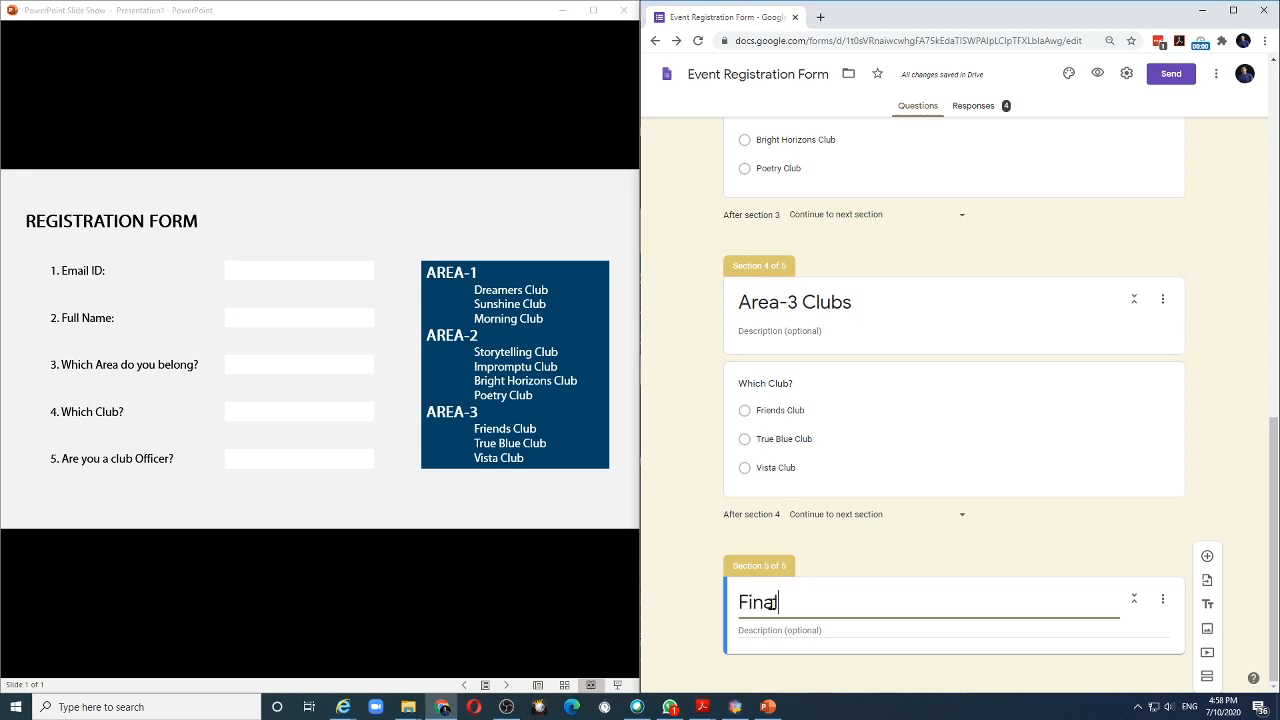 PowerPoint Slide Show - Presentation1 - PowerPoint
REGISTRATION FORM
1. Email ID:
2. Full Name:
3. Which Area do you belong?
4. Which Club?
5. Are you a club Officer?
AREA-1
Dreamers Club
Sunshine Club
Morning Club
AREA-2
Storytelling Club
Impromptu Club
Bright Horizons Club
Poetry Club
AREA-3
Friends Club
True Blue Club
Vista Club
Slide 1 of 1
Event Registration Form - Google
docs.google.com/forms/d/1t0sVRnaiwcwhgFA75kEdaTlSWPAlpLClpTFXLblaAwg/edit
1
00:00
Event Registration Form
All changes saved in Drive
Send
Questions
Responses 4
Bright Horizons Club
Poetry Club
After section 3 Continue to next section
Section 4 of 5
Area-3 Clubs
Description (optional)
Which Club?
Friends Club
True Blue Club
Vista Club
After section 4 Continue to next section
Section 5 of 5
Final
Description (optional)
Type here to search
1
4:58 PM
7/10/2020
36